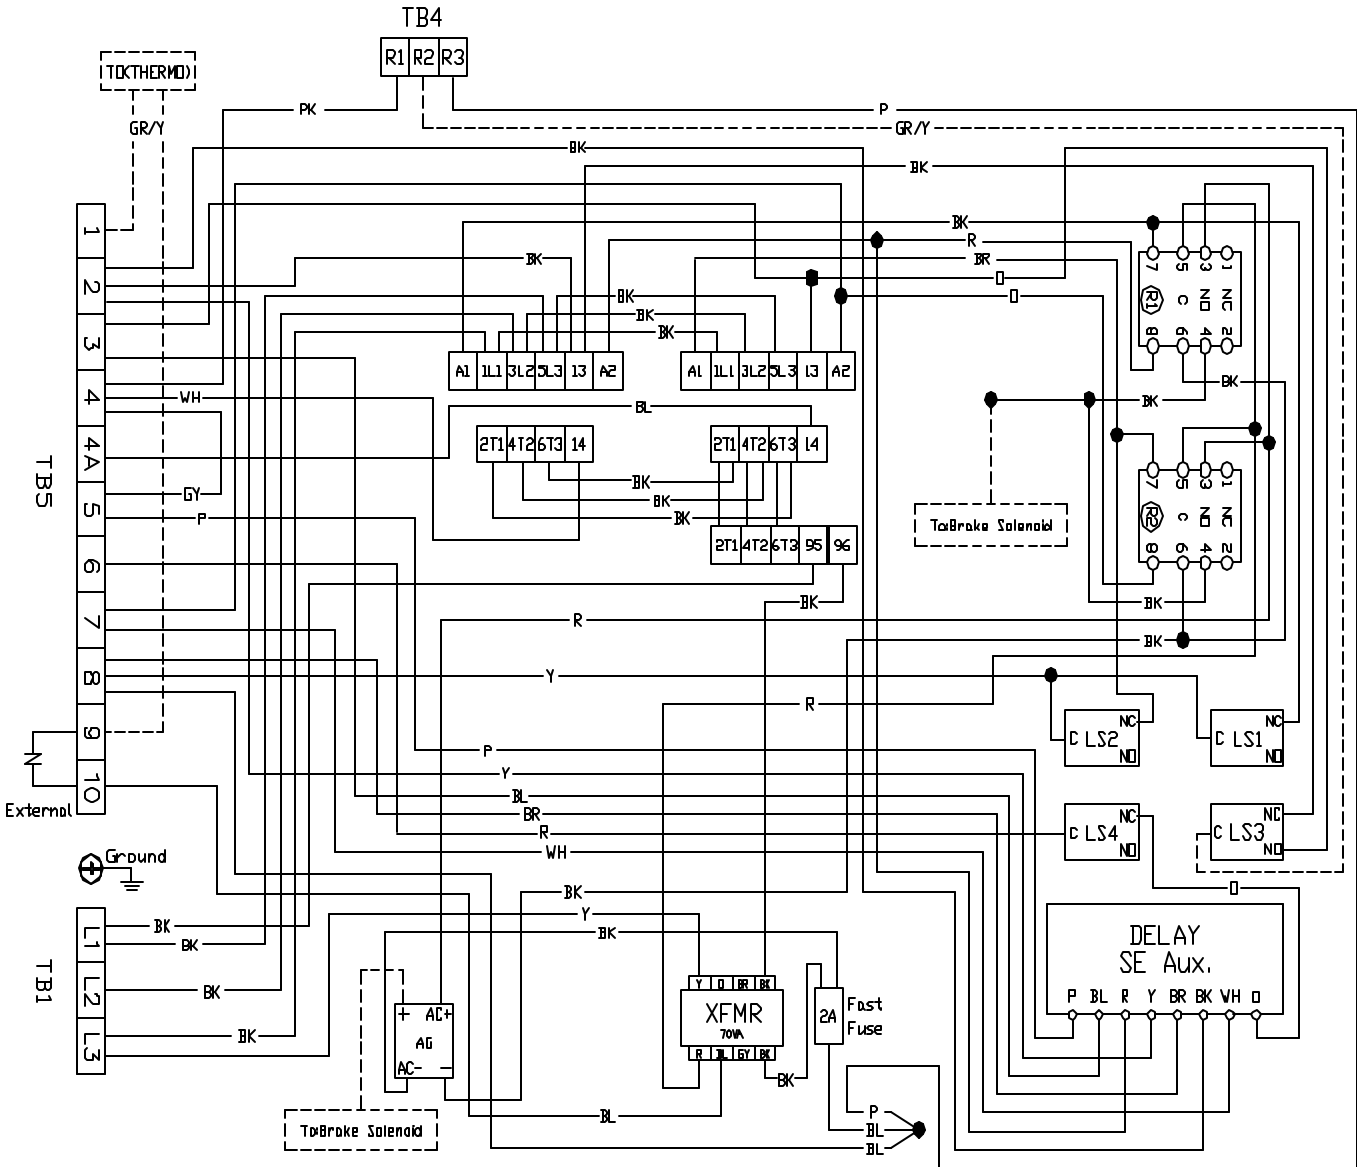 TB4
R1 R2 R3
TO(THERMO)
PK
P
GR/Y
GR/Y
BK
BK
BK
R
BR
BK
O
O
BK
BK
BK
1
2
3
4
4A
5
6
7
8
9
10
TB5
7 5 3 1
R1 C NO NC
8 6 4 2
A1 1L1 3L2 5L3 13 A2
A1 1L1 3L2 5L3 13 A2
BK
BK
WH
BL
2T1 4T2 6T3 14
2T1 4T2 6T3 14
7 5 3 1
R2 C NO NC
8 6 4 2
GY
BK
BK
BK
P
To:Brake Solenoid
2T1 4T2 6T3 95 96
BK
BK
R
BK
Y
R
P
Y
BL
BR
R
WH
NC
C LS2
NO
NC
C LS1
NO
NC
C LS4
NO
NC
C LS3
NO
External
Ground
BK
O
Y
BK
BK
BK
BK
BK
L1
L2
L3
TB1
DELAY
SE Aux.
P BL R Y BR BK WH O
Y O BR BK
XFMR
70VA
R BL GY BK
2A
Fast
Fuse
+ AC+
AG
AC- -
BK
BL
P
BL
BL
To:Brake Solenoid